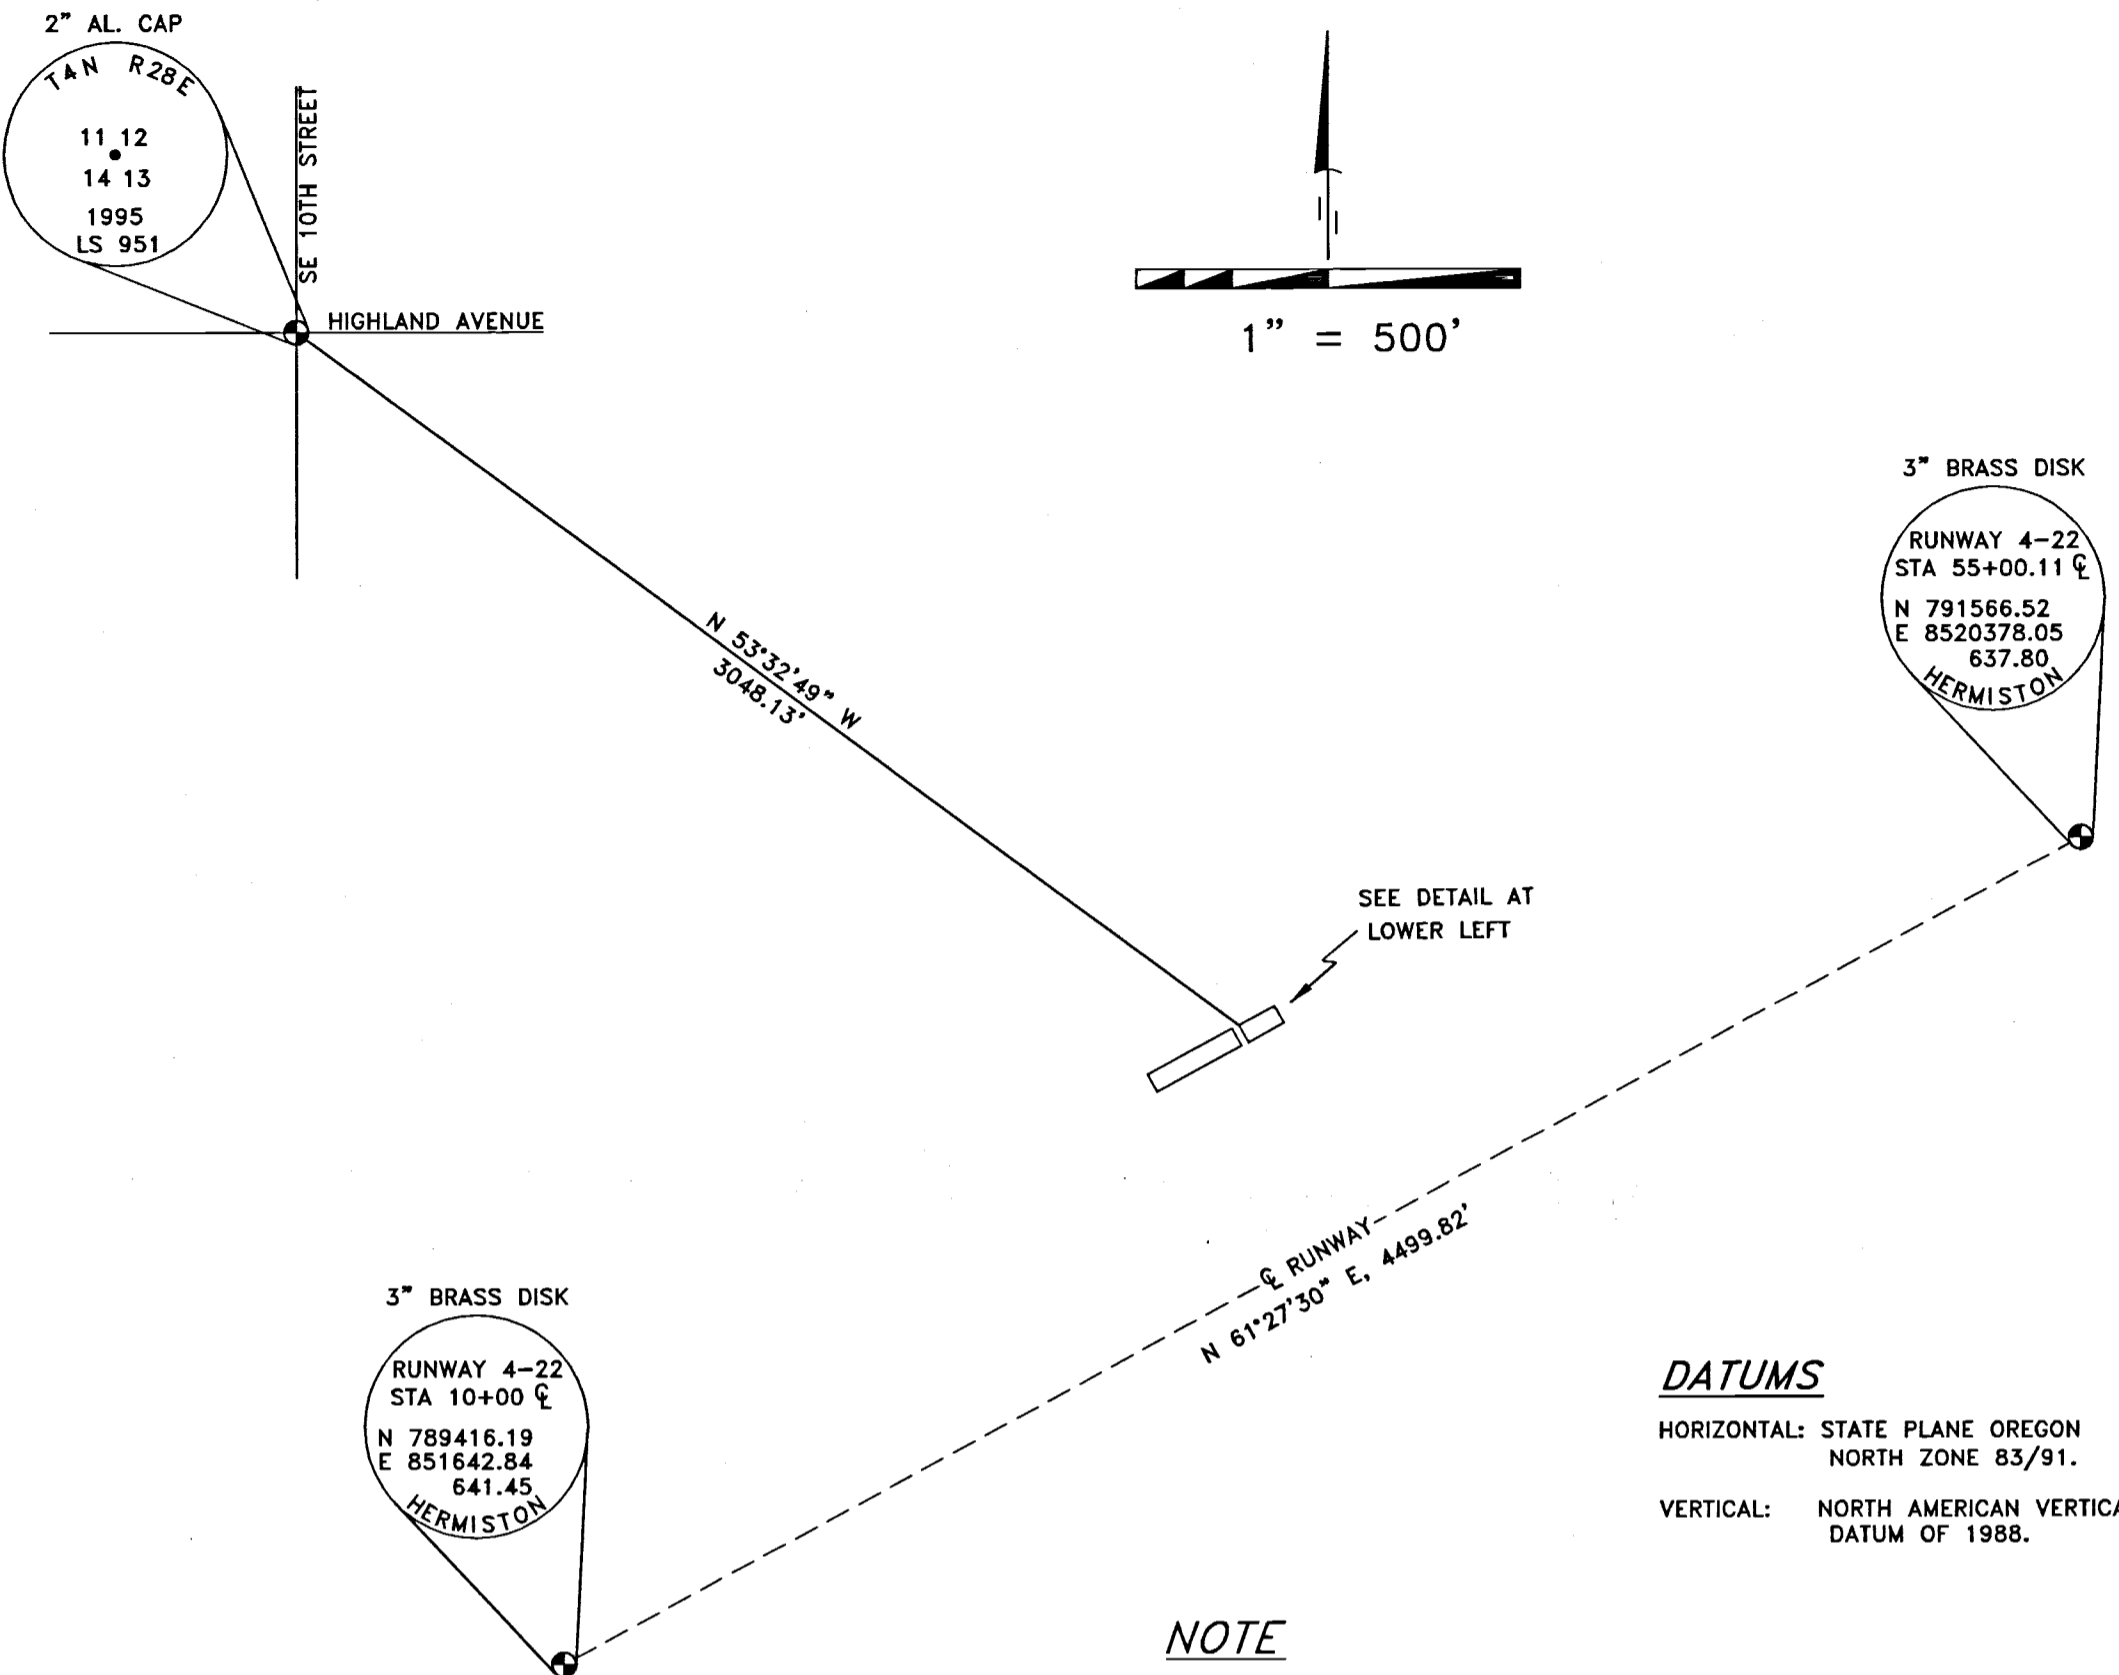 2" AL. CAP
T4N R28E
11 12
14 13
1995
LS 951
SE 10TH STREET
HIGHLAND AVENUE
1" = 500'
N 53°32'49" W
3048.13'
3" BRASS DISK
RUNWAY 4-22
STA 55+00.11 ℄
N 791566.52
E 8520378.05
637.80
HERMISTON
SEE DETAIL AT
LOWER LEFT
℄ RUNWAY
N 61°27'30" E, 4499.82'
3" BRASS DISK
RUNWAY 4-22
STA 10+00 ℄
N 789416.19
E 851642.84
641.45
HERMISTON
DATUMS
HORIZONTAL: STATE PLANE OREGON
NORTH ZONE 83/91.
VERTICAL: NORTH AMERICAN VERTICA
DATUM OF 1988.
NOTE